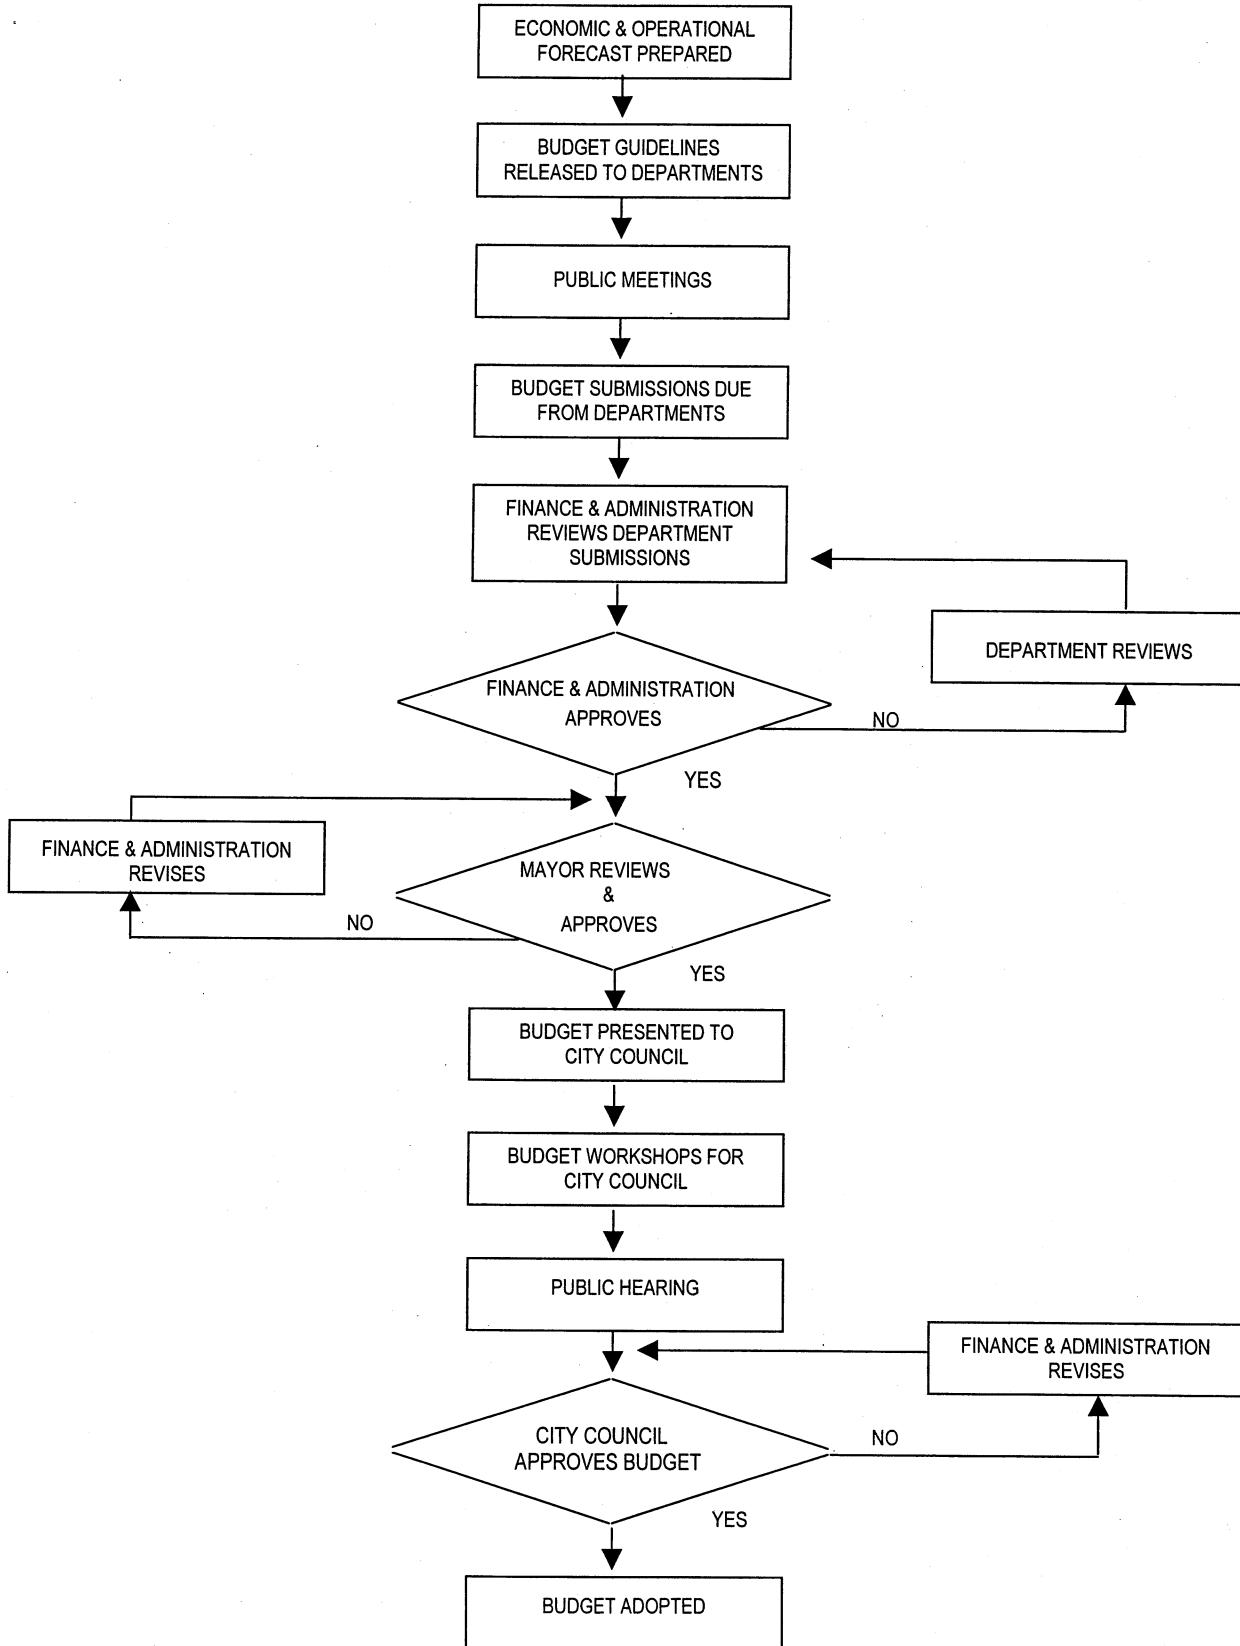 ECONOMIC & OPERATIONAL
FORECAST PREPARED
BUDGET GUIDELINES
RELEASED TO DEPARTMENTS
PUBLIC MEETINGS
BUDGET SUBMISSIONS DUE
FROM DEPARTMENTS
FINANCE & ADMINISTRATION
REVIEWS DEPARTMENT
SUBMISSIONS
DEPARTMENT REVIEWS
FINANCE & ADMINISTRATION
APPROVES
NO
YES
FINANCE & ADMINISTRATION
REVISES
MAYOR REVIEWS
&
APPROVES
NO
YES
BUDGET PRESENTED TO
CITY COUNCIL
BUDGET WORKSHOPS FOR
CITY COUNCIL
PUBLIC HEARING
FINANCE & ADMINISTRATION
REVISES
CITY COUNCIL
APPROVES BUDGET
NO
YES
BUDGET ADOPTED